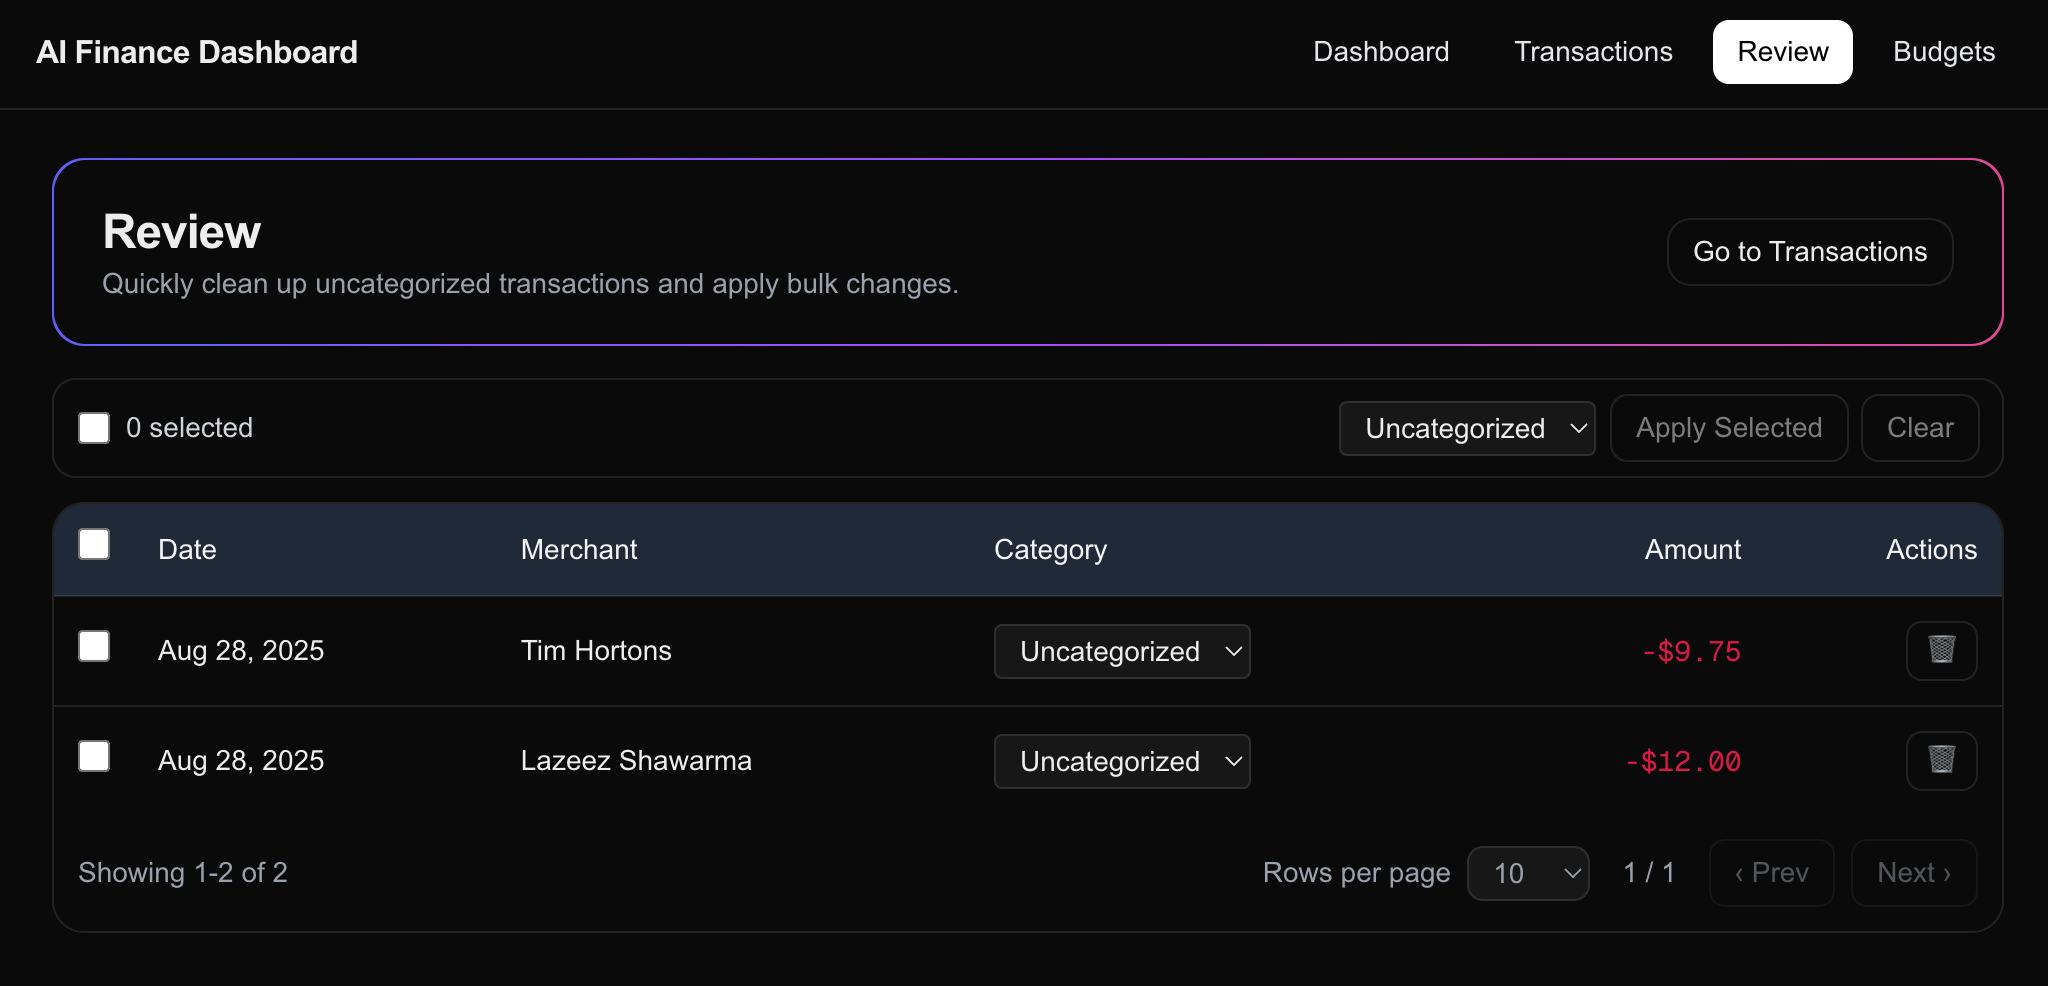 AI Finance Dashboard Dashboard Transactions Review Budgets
Review
Quickly clean up uncategorized transactions and apply bulk changes.
Go to Transactions
0 selected Uncategorized Apply Selected Clear
Date Merchant Category Amount Actions
Aug 28, 2025 Tim Hortons Uncategorized -$9.75
Aug 28, 2025 Lazeez Shawarma Uncategorized -$12.00
Showing 1-2 of 2 Rows per page 10 1 / 1 ‹ Prev Next ›